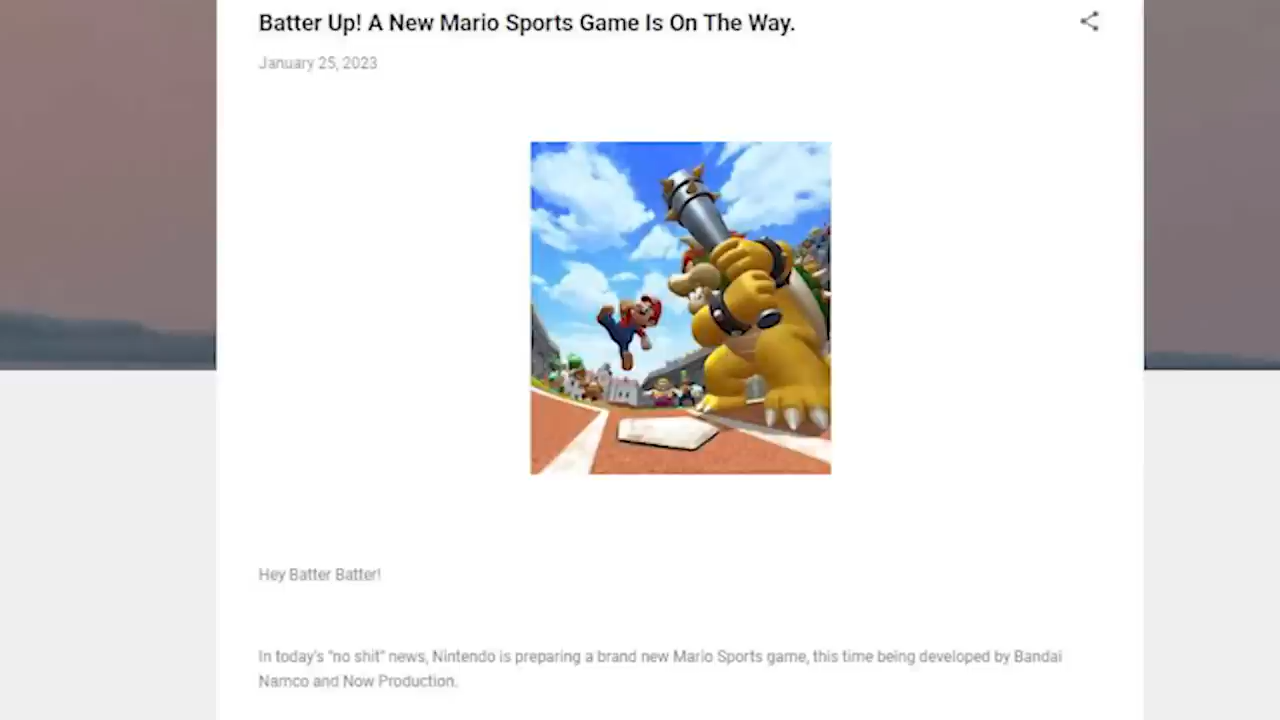 Batter Up! A New Mario Sports Game Is On The Way.
January 25, 2023
Hey Batter Batter!
In today's "no shit" news, Nintendo is preparing a brand new Mario Sports game, this time being developed by Bandai
Namco and Now Production.